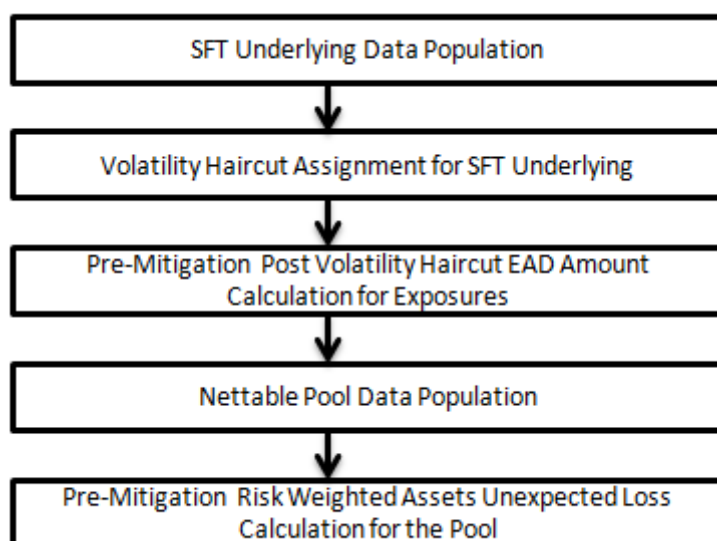 SFT Underlying Data Population
Volatility Haircut Assignment for SFT Underlying
Pre-Mitigation Post Volatility Haircut EAD Amount
Calculation for Exposures
Nettable Pool Data Population
Pre-Mitigation Risk Weighted Assets Unexpected Loss
Calculation for the Pool